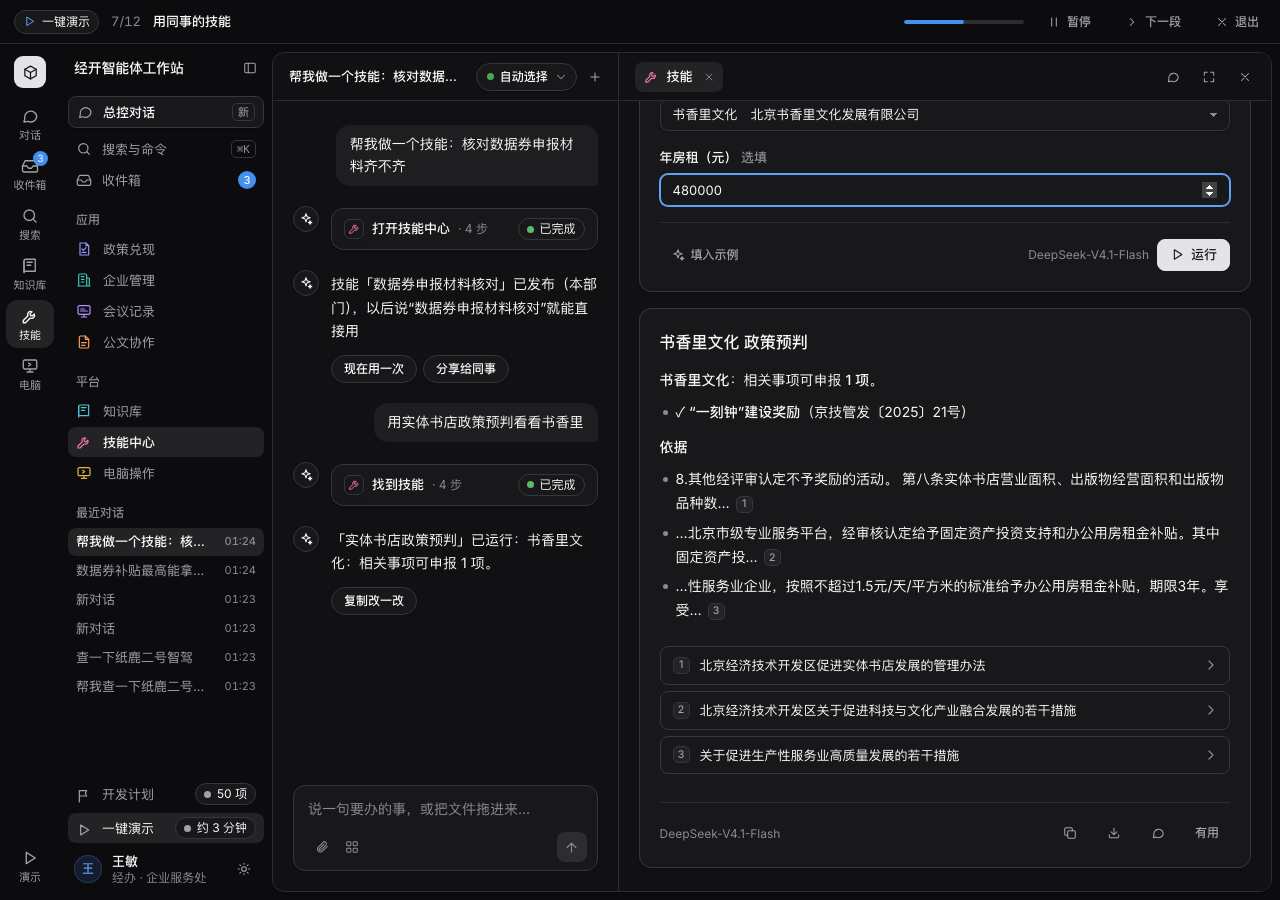 一键演示
7/12
用同事的技能
暂停
下一段
退出
对话
3
收件箱
搜索
知识库
技能
电脑
演示
经开智能体工作站
总控对话
新
搜索与命令
⌘K
收件箱
3
应用
政策兑现
企业管理
会议记录
公文协作
平台
知识库
技能中心
电脑操作
最近对话
帮我做一个技能：核... 01:24
数据券补贴最高能拿... 01:24
新对话 01:23
新对话 01:23
查一下纸鹿二号智驾 01:23
帮我查一下纸鹿二号... 01:23
开发计划
50 项
一键演示
约 3 分钟
王
王敏
经办 · 企业服务处
帮我做一个技能：核对数据...
自动选择
帮我做一个技能：核对数据券申报材
料齐不齐
打开技能中心 · 4 步
已完成
技能「数据券申报材料核对」已发布（本部
门），以后说“数据券申报材料核对”就能直
接用
现在用一次
分享给同事
用实体书店政策预判看看书香里
找到技能 · 4 步
已完成
「实体书店政策预判」已运行：书香里文
化：相关事项可申报 1 项。
复制改一改
说一句要办的事，或把文件拖进来...
技能
书香里文化 北京书香里文化发展有限公司
年房租（元） 选填
480000
填入示例
DeepSeek-V4.1-Flash
运行
书香里文化 政策预判
书香里文化：相关事项可申报 1 项。
✓ “一刻钟”建设奖励（京技管发〔2025〕21号）
依据
8.其他经评审认定不予奖励的活动。 第八条实体书店营业面积、出版物经营面积和出版物
品种数... 1
...北京市级专业服务平台，经审核认定给予固定资产投资支持和办公用房租金补贴。其中
固定资产投... 2
...性服务业企业，按照不超过1.5元/天/平方米的标准给予办公用房租金补贴，期限3年。享
受... 3
1 北京经济技术开发区促进实体书店发展的管理办法
2 北京经济技术开发区关于促进科技与文化产业融合发展的若干措施
3 关于促进生产性服务业高质量发展的若干措施
DeepSeek-V4.1-Flash
有用